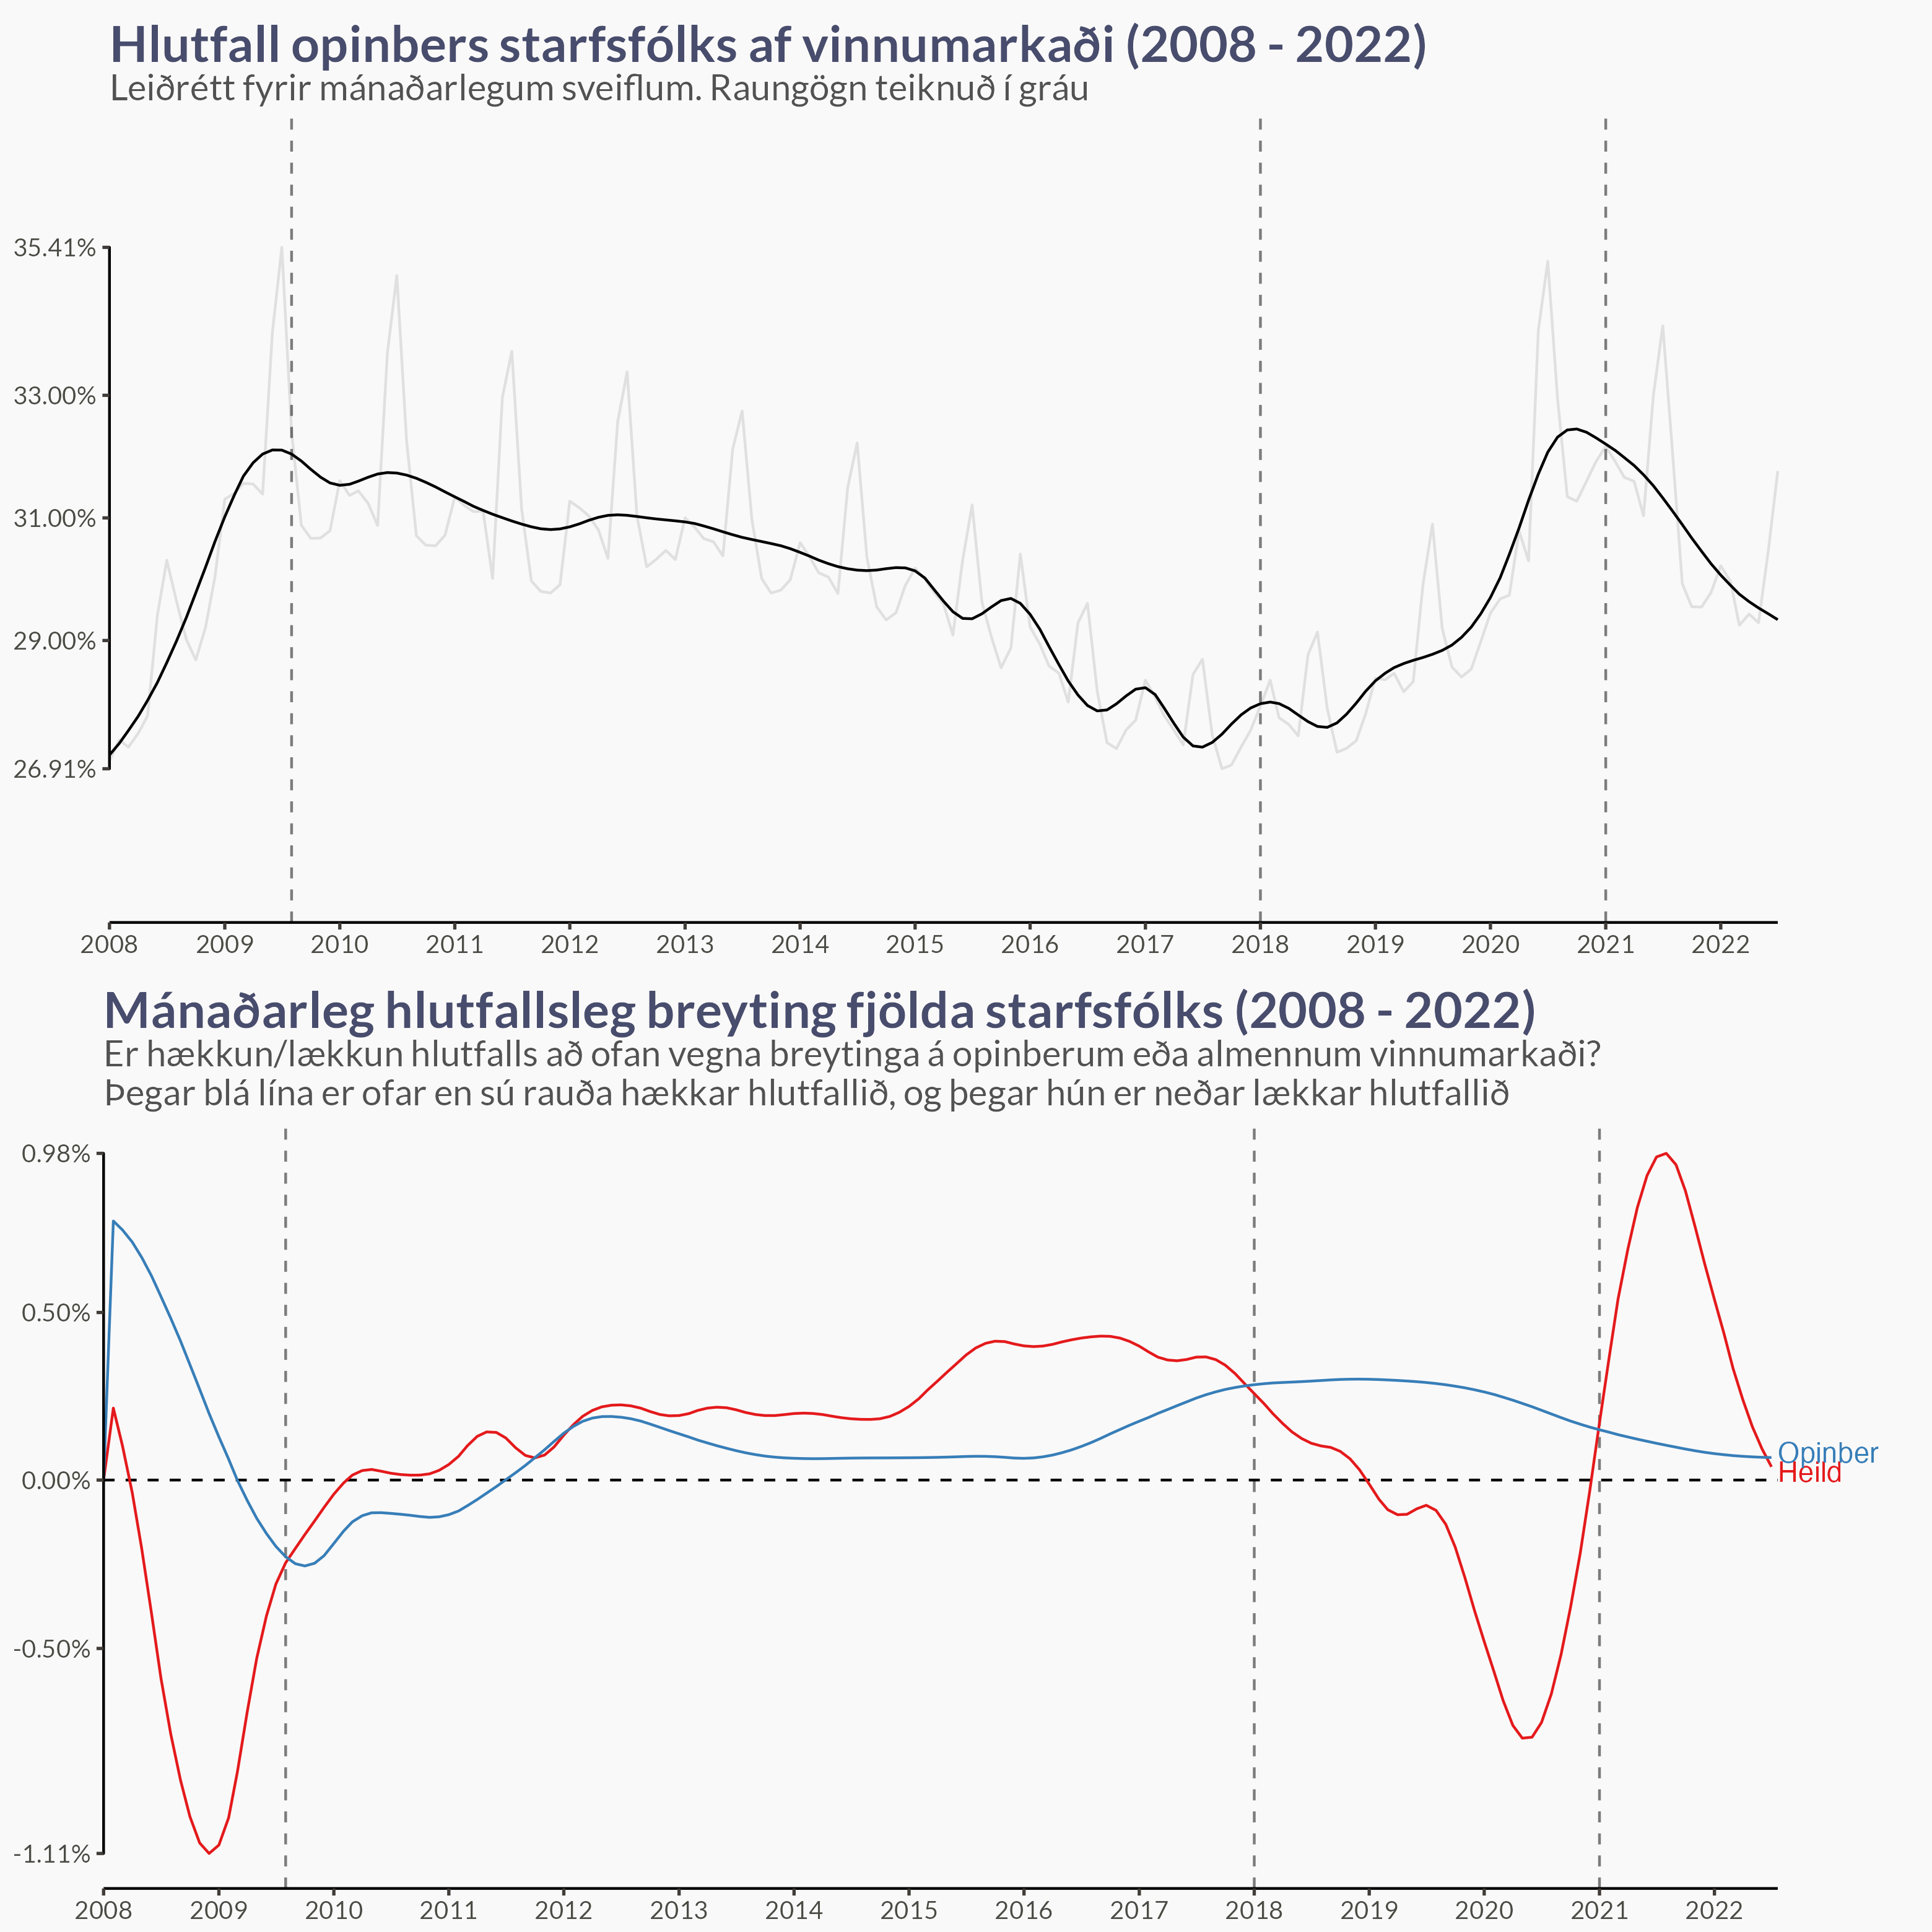 Hlutfall opinbers starfsfólks af vinnumarkaði (2008 - 2022)
Leiðrétt fyrir mánaðarlegum sveiflum. Raungögn teiknuð í gráu
35.41%
33.00%
31.00%
29.00%
26.91%
2008 2009 2010 2011 2012 2013 2014 2015 2016 2017 2018 2019 2020 2021 2022
Mánaðarleg hlutfallsleg breyting fjölda starfsfólks (2008 - 2022)
Er hækkun/lækkun hlutfalls að ofan vegna breytinga á opinberum eða almennum vinnumarkaði?
Þegar blá lína er ofar en sú rauða hækkar hlutfallið, og þegar hún er neðar lækkar hlutfallið
0.98%
0.50%
0.00%
-0.50%
-1.11%
Opinber
Heild
2008 2009 2010 2011 2012 2013 2014 2015 2016 2017 2018 2019 2020 2021 2022